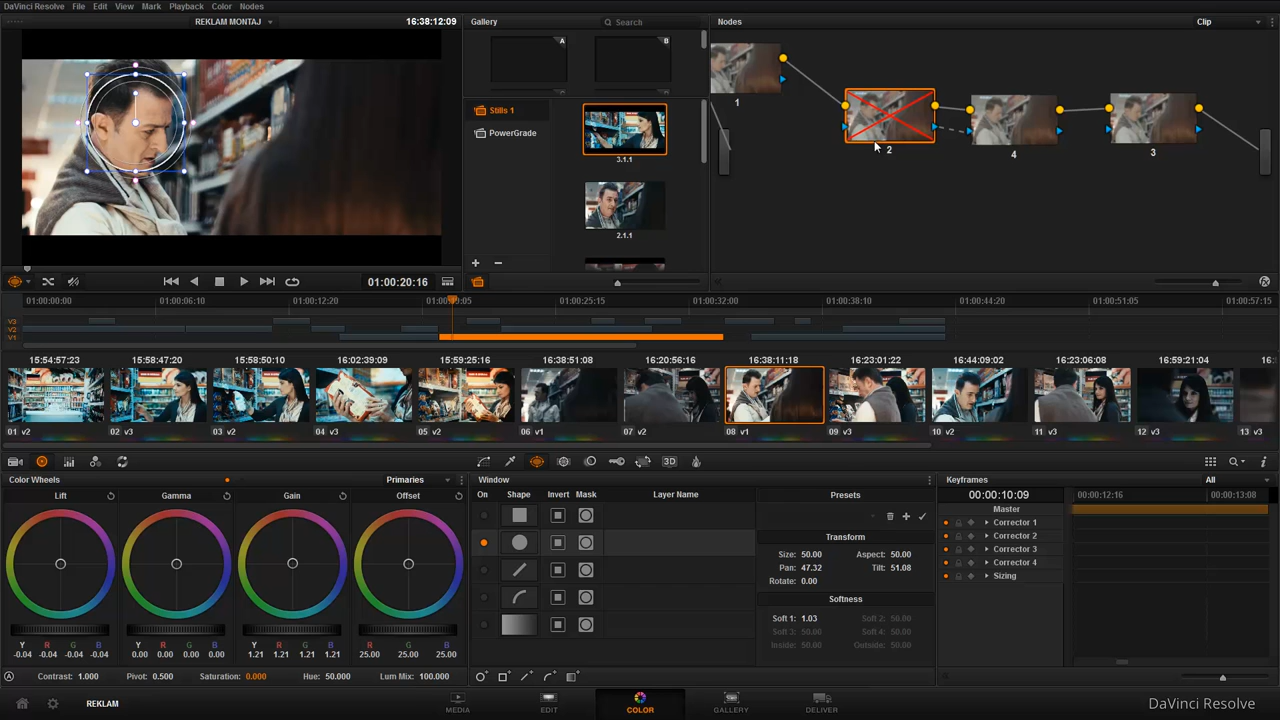 DaVinci Resolve File Edit View Mark Playback Color Nodes
REKLAM MONTAJ 16:38:12:09 Gallery Search Nodes Clip
A B
1
Stills 1
PowerGrade
3.1.1
2 4 3
2.1.1
01:00:20:16
01:00:00:00 01:00:06:10 01:00:12:20 01:00:25:15 01:00:32:00 01:00:38:10 01:00:44:20 01:00:51:05 01:00:57:15
V3
V2
V1
15:54:57:23 15:58:47:20 15:58:50:10 16:02:39:09 15:59:25:16 16:38:51:08 16:20:56:16 16:38:11:18 16:23:01:22 16:44:09:02 16:23:06:08 16:59:21:04 16:
01 v2 02 v3 03 v2 04 v3 05 v2 06 v1 07 v2 08 v1 09 v3 10 v2 11 v3 12 v3 13 v3
3D
Color Wheels Primaries Window Keyframes All
Lift Gamma Gain Offset
On Shape Invert Mask Layer Name Presets
00:00:10:09 00:00:12:16 00:00:13:08
Master
Corrector 1
Corrector 2
Corrector 3
Corrector 4
Sizing
Transform
Size: 50.00 Aspect: 50.00
Pan: 47.32 Tilt: 51.08
Rotate: 0.00
Softness
Soft 1: 1.03 Soft 2: 50.00
Soft 3: 50.00 Soft 4: 50.00
Inside: 50.00 Outside: 50.00
Y R G B Y R G B Y R G B R G B
-0.04 -0.04 -0.04 -0.04 0.00 0.00 0.00 0.00 1.21 1.21 1.21 1.21 25.00 25.00 25.00
A Contrast: 1.000 Pivot: 0.500 Saturation: 0.000 Hue: 50.000 Lum Mix: 100.000
REKLAM MEDIA EDIT COLOR GALLERY DELIVER DaVinci Resolve